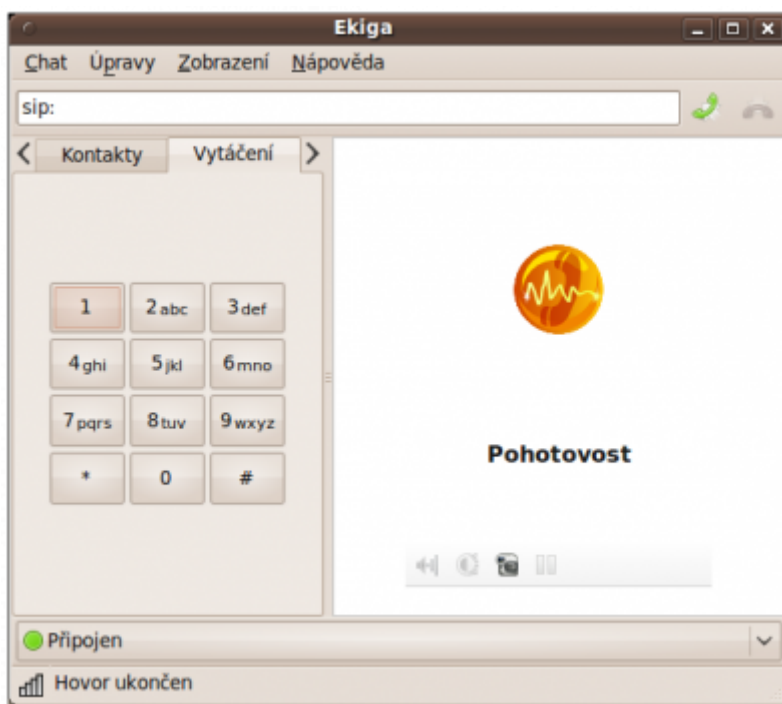 Ekiga
Chat Úpravy Zobrazení Nápověda
sip:
Kontakty Vytáčení
1 2abc 3def
4ghi 5jkl 6mno
7pqrs 8tuv 9wxyz
* 0 #
Pohotovost
Připojen
Hovor ukončen